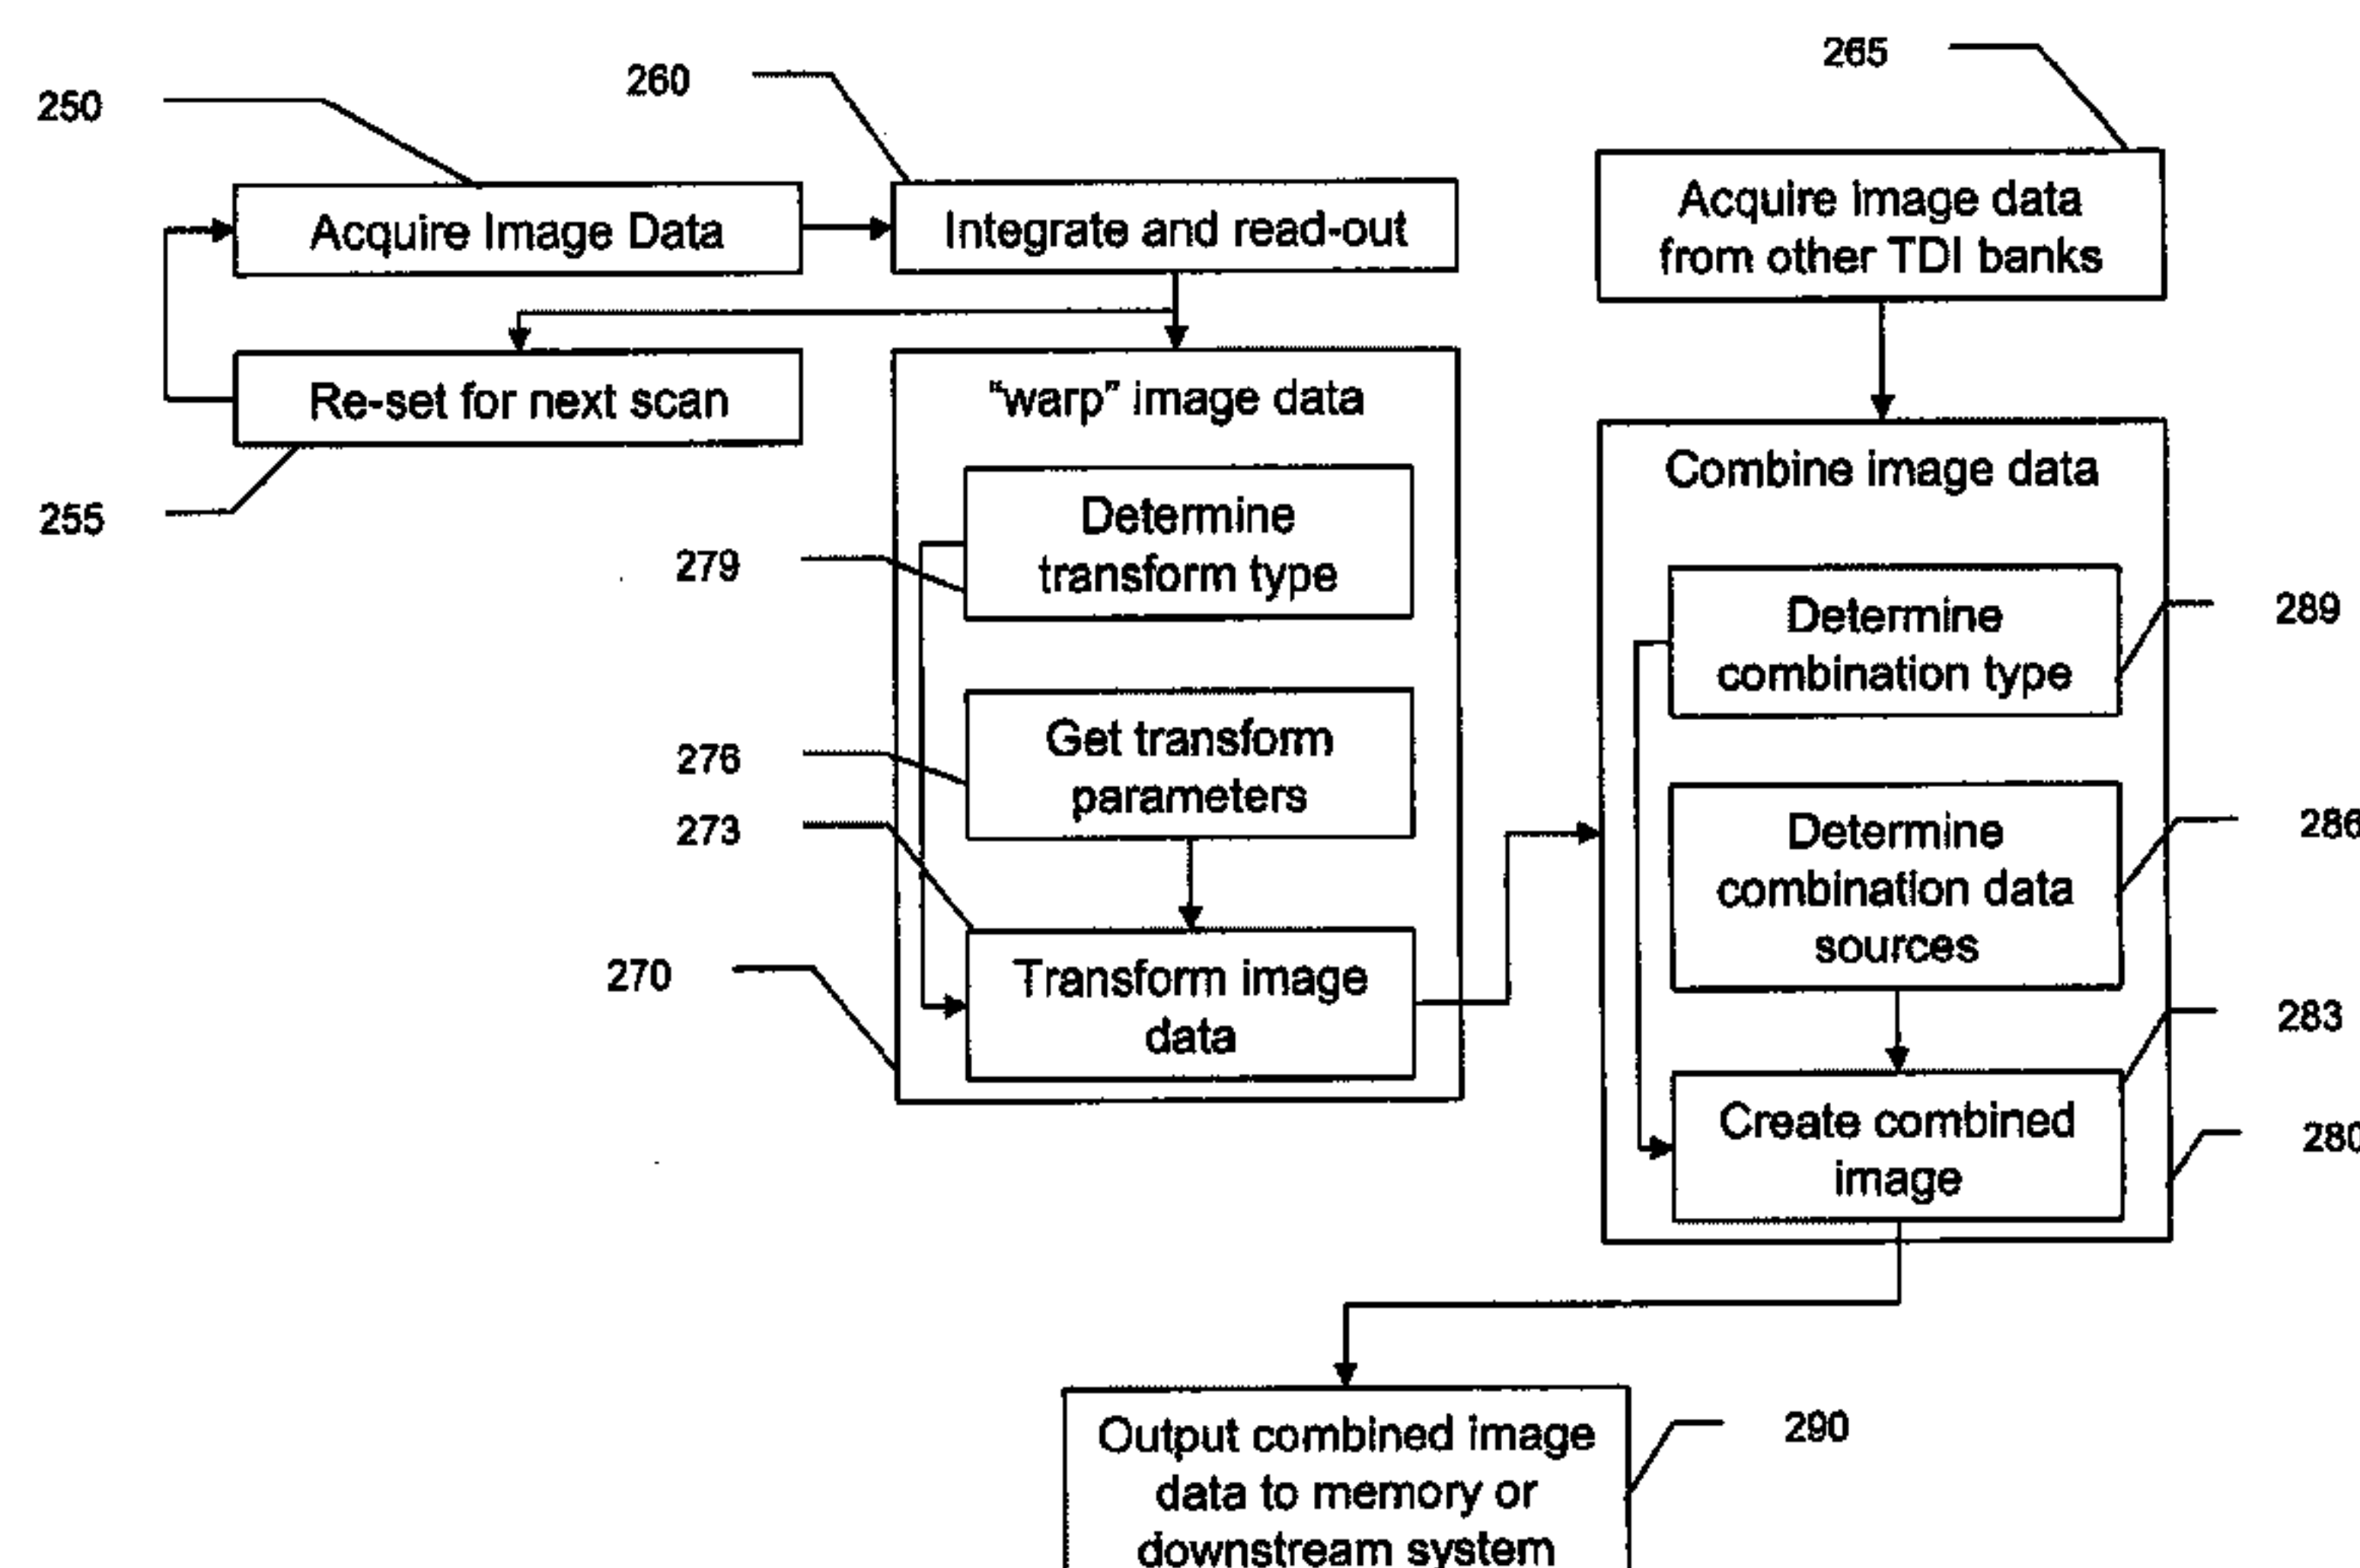 265
260
250
Acquire Image Data
Integrate and read-out
Acquire image data
from other TDI banks
Re-set for next scan
"warp" image data
Combine image data
255
Determine
transform type
279
Determine
combination type
289
Get transform
parameters
276
273
Determine
combination data
sources
286
Transform image
data
270
283
Create combined
image
280
Output combined image
data to memory or
downstream system
290